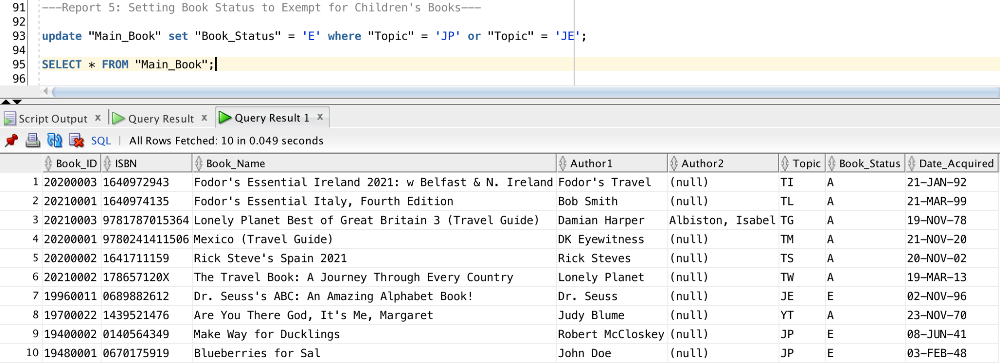 91 ---Report 5: Setting Book Status to Exempt for Children's Books---
92
93 update "Main_Book" set "Book_Status" = 'E' where "Topic" = 'JP' or "Topic" = 'JE';
94
95 SELECT * FROM "Main_Book";
96
Script Output x Query Result x Query Result 1 x
SQL | All Rows Fetched: 10 in 0.049 seconds
Book_ID ISBN Book_Name Author1 Author2 Topic Book_Status Date_Acquired
1 20200003 1640972943 Fodor's Essential Ireland 2021: w Belfast & N. Ireland Fodor's Travel (null) TI A 21-JAN-92
2 20210001 1640974135 Fodor's Essential Italy, Fourth Edition Bob Smith (null) TL A 21-MAR-99
3 20210003 9781787015364 Lonely Planet Best of Great Britain 3 (Travel Guide) Damian Harper Albiston, Isabel TG A 19-NOV-78
4 20200001 9780241411506 Mexico (Travel Guide) DK Eyewitness (null) TM A 21-NOV-20
5 20200002 1641711159 Rick Steve's Spain 2021 Rick Steves (null) TS A 20-NOV-02
6 20210002 178657120X The Travel Book: A Journey Through Every Country Lonely Planet (null) TW A 19-MAR-13
7 19960011 0689882612 Dr. Seuss's ABC: An Amazing Alphabet Book! Dr. Seuss (null) JE E 02-NOV-96
8 19700022 1439521476 Are You There God, It's Me, Margaret Judy Blume (null) YT A 23-NOV-70
9 19400002 0140564349 Make Way for Ducklings Robert McCloskey (null) JP E 08-JUN-41
10 19480001 0670175919 Blueberries for Sal John Doe (null) JP E 03-FEB-48